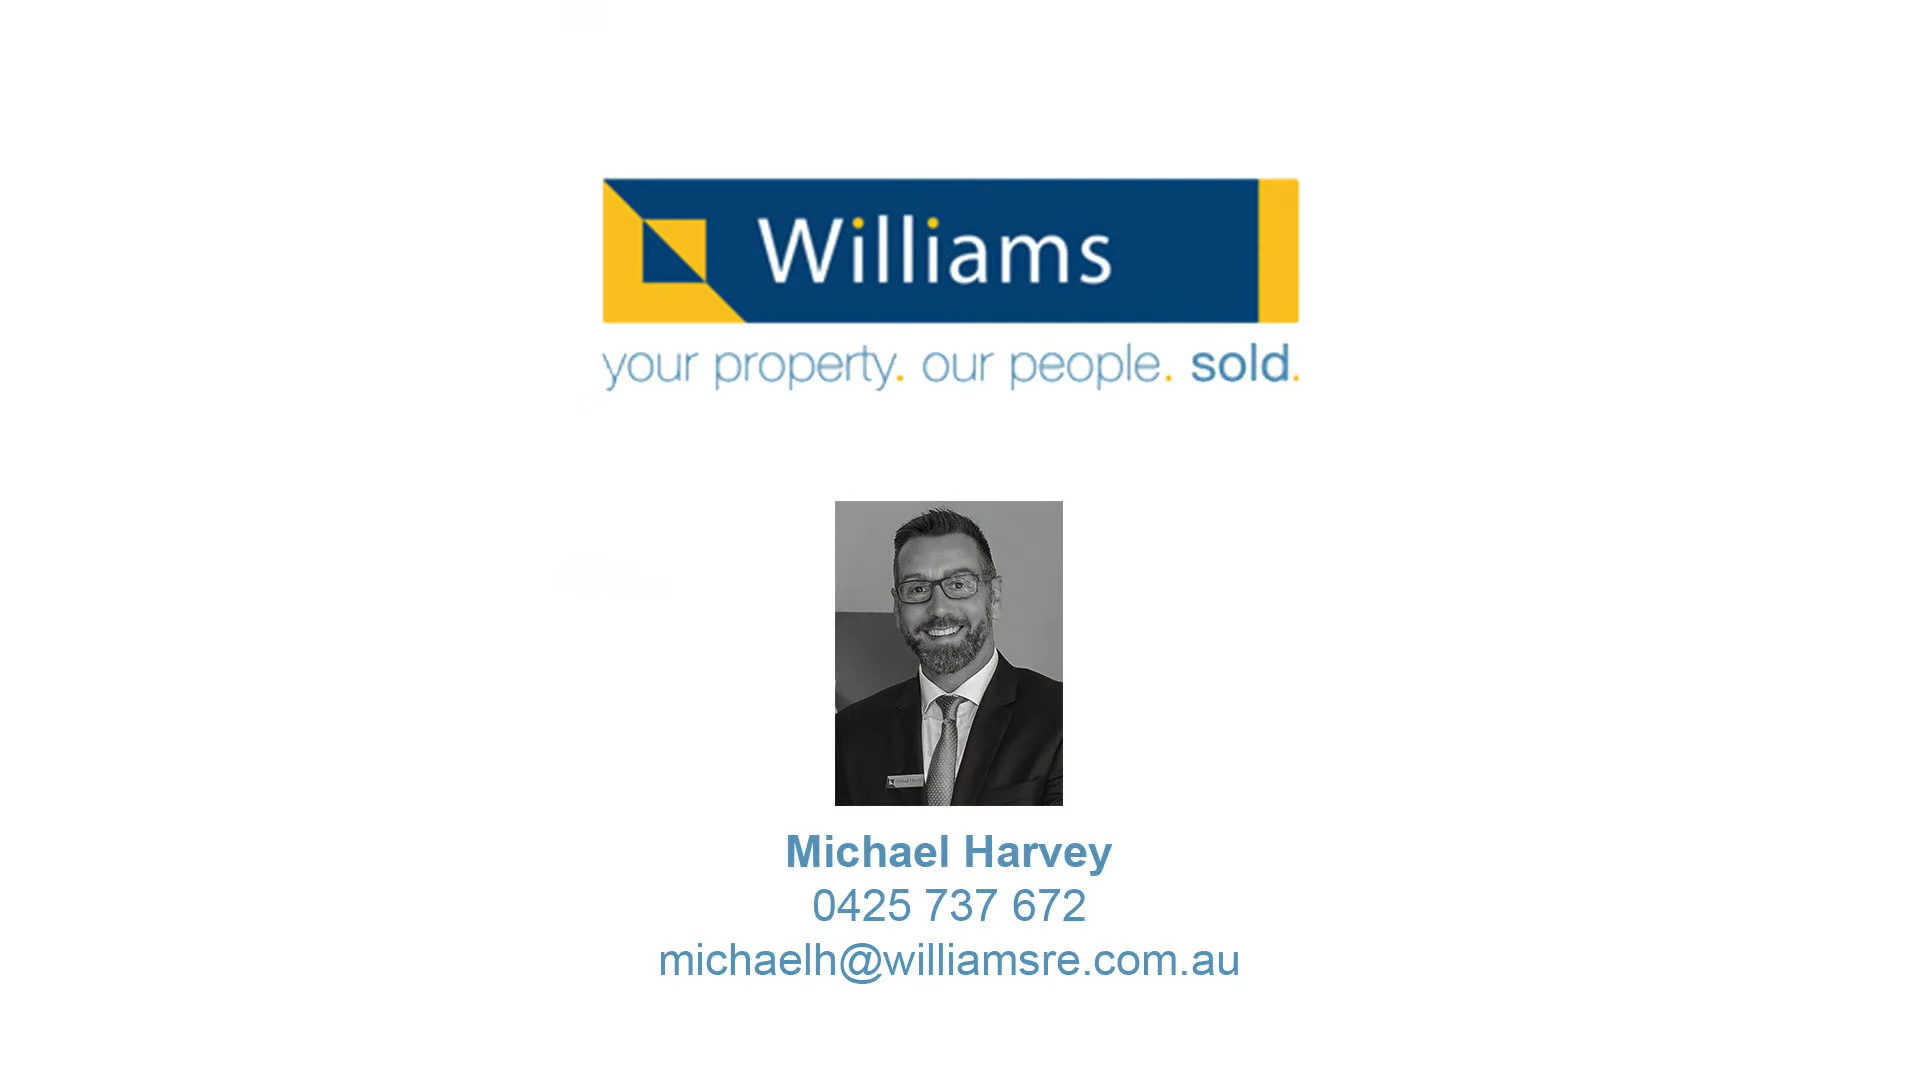 Williams
your property. our people. sold.
Michael Harvey
0425 737 672
michaelh@williamsre.com.au